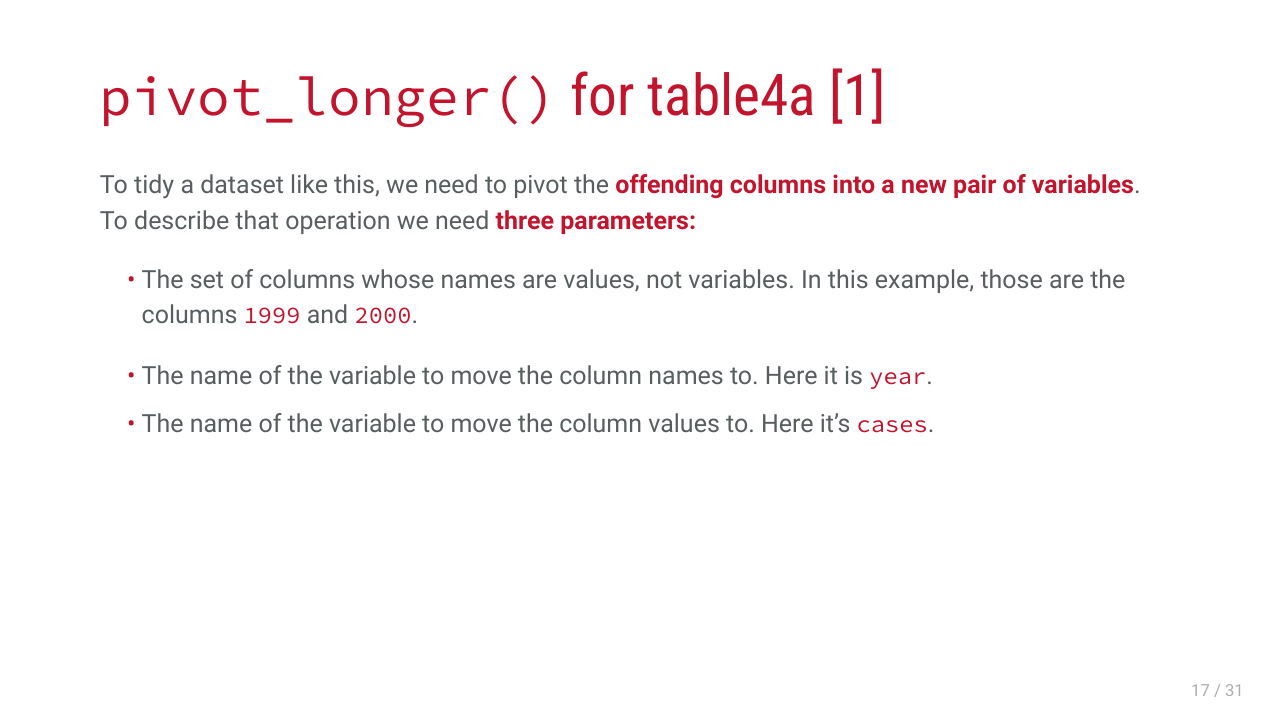 pivot_longer() for table4a [1]
To tidy a dataset like this, we need to pivot the offending columns into a new pair of variables.
To describe that operation we need three parameters:
• The set of columns whose names are values, not variables. In this example, those are the
columns 1999 and 2000.
• The name of the variable to move the column names to. Here it is year.
• The name of the variable to move the column values to. Here it’s cases.
17 / 31